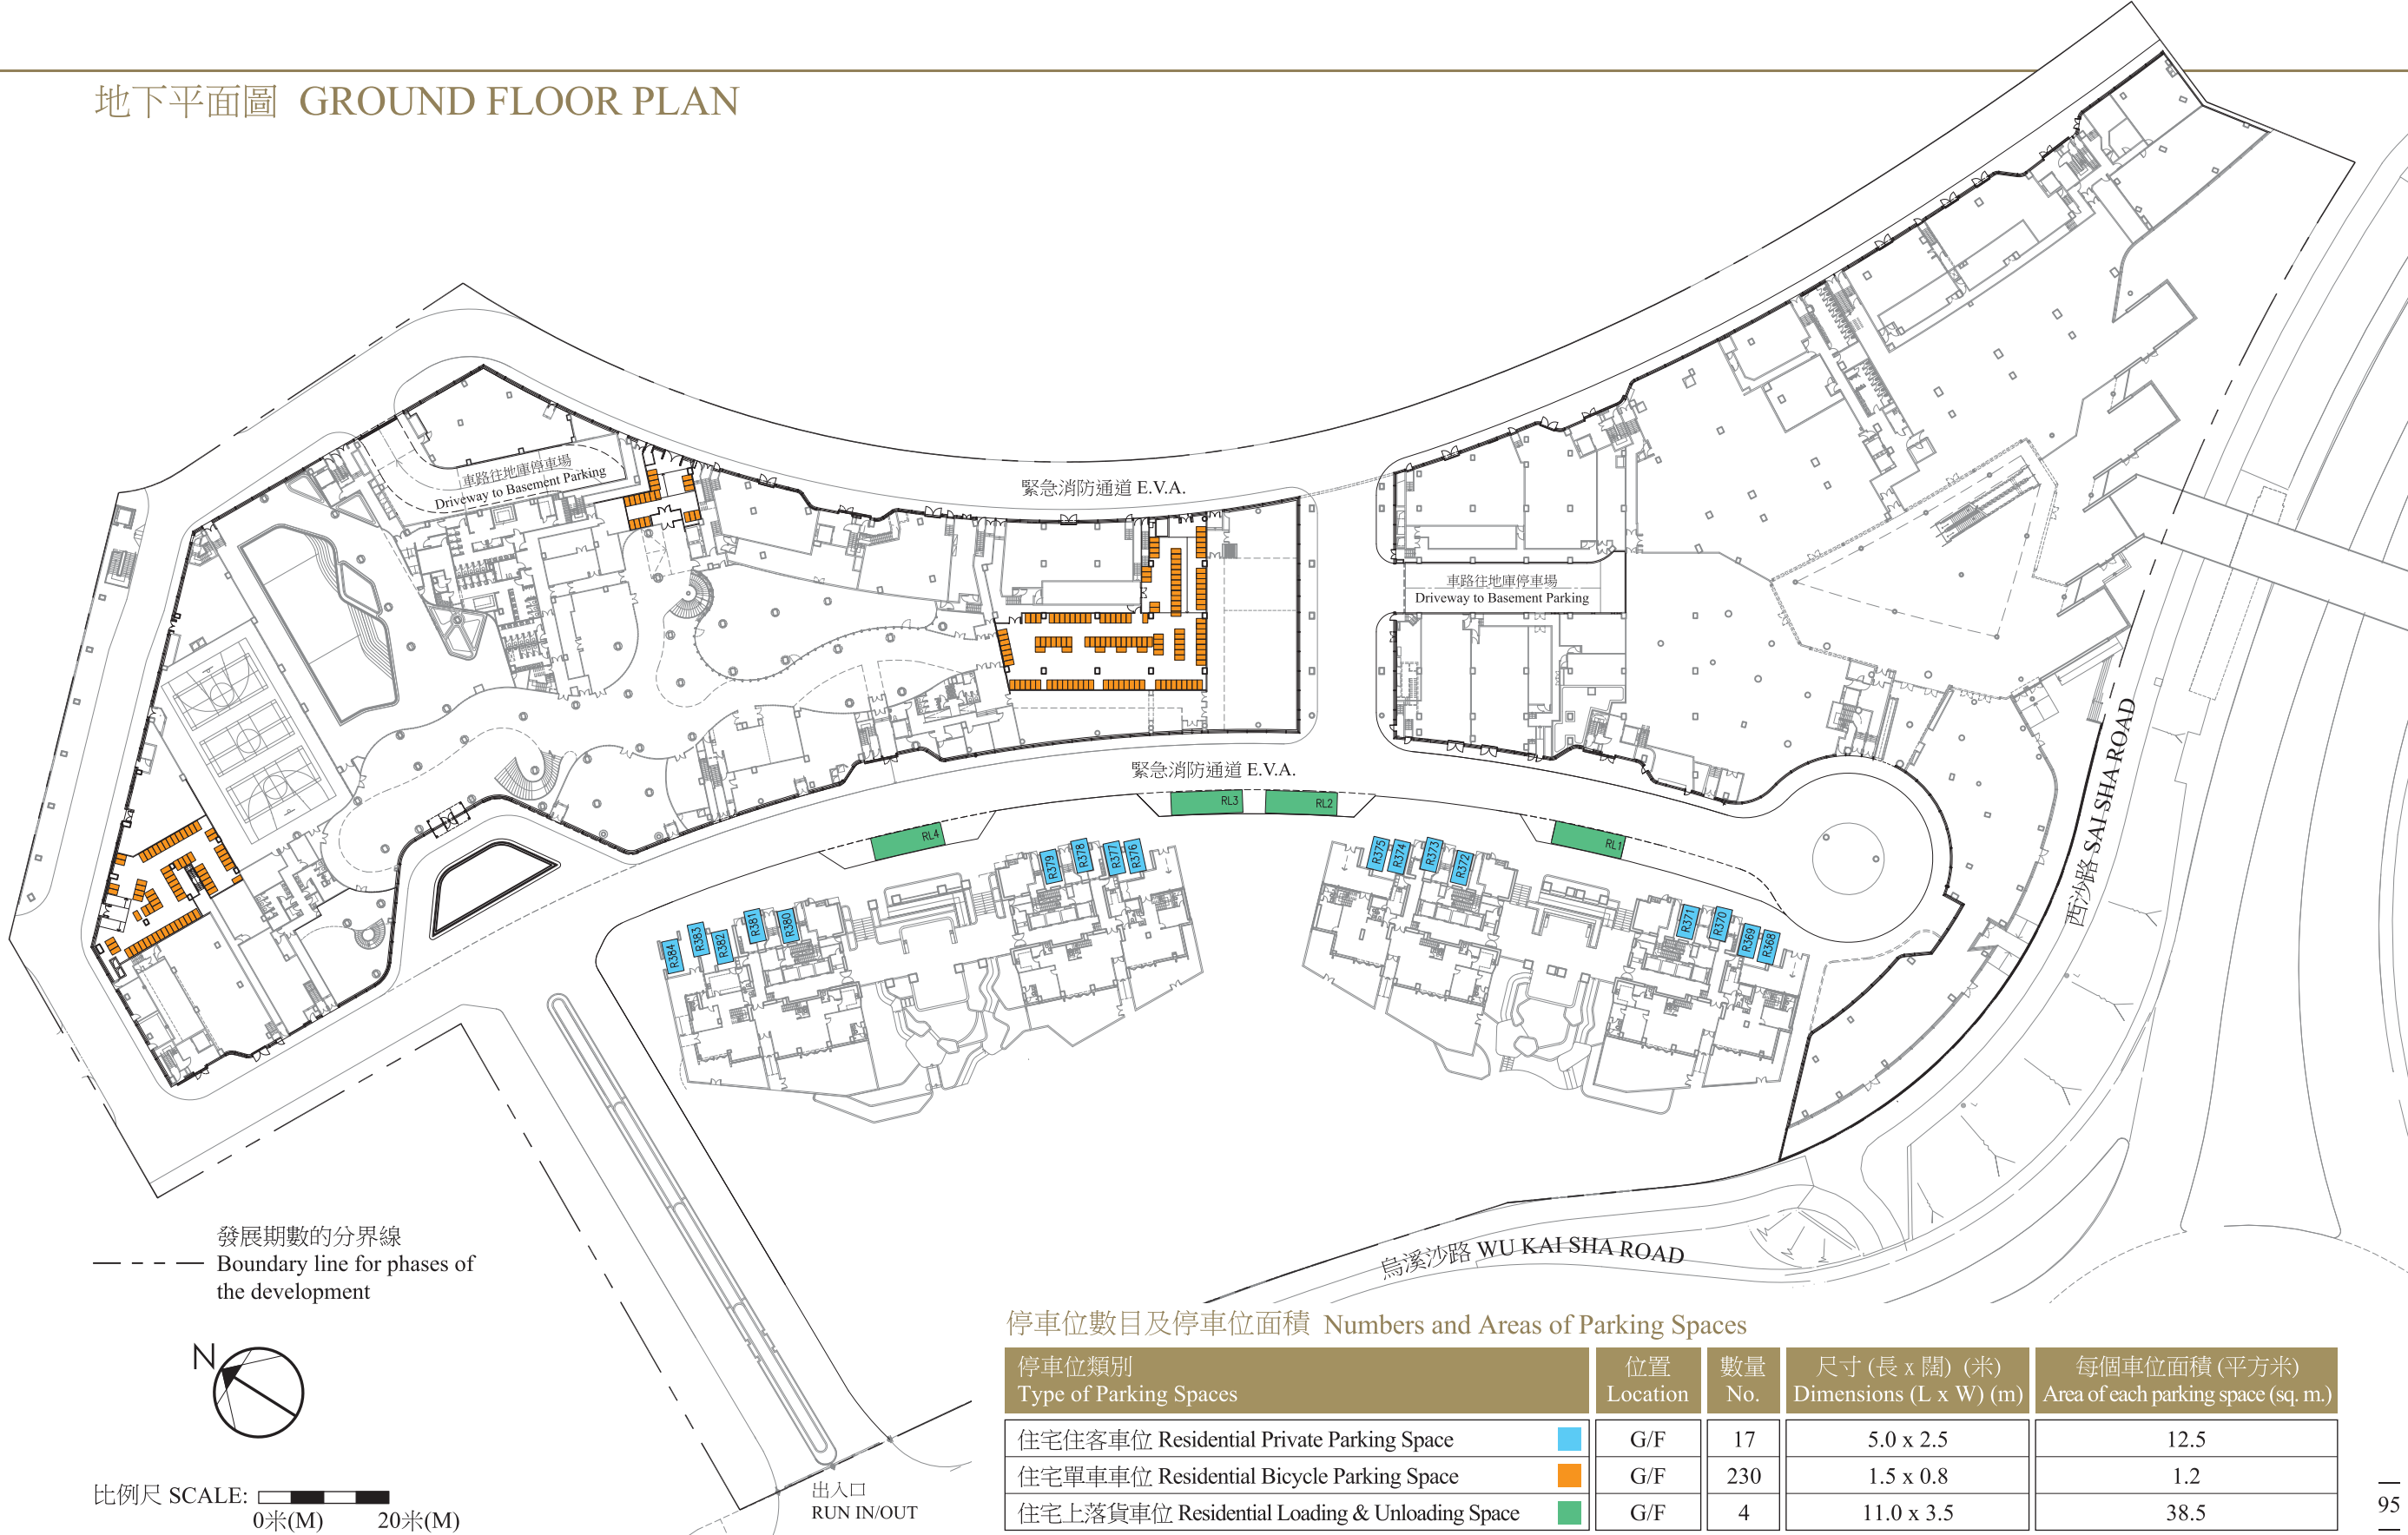 地下平面圖 GROUND FLOOR PLAN
車路往地庫停車場
Driveway to Basement Parking
緊急消防通道 E.V.A.
車路往地庫停車場
Driveway to Basement Parking
緊急消防通道 E.V.A.
RL4
RL3
RL2
RL1
R384
R383
R382
R381
R380
R379
R378
R377
R376
R375
R374
R373
R372
R371
R370
R369
R368
西沙路 SAI SHA ROAD
烏溪沙路 WU KAI SHA ROAD
發展期數的分界線
Boundary line for phases of
the development
N
比例尺 SCALE:
0米(M) 20米(M)
出入口
RUN IN/OUT
停車位數目及停車位面積 Numbers and Areas of Parking Spaces
停車位類別 位置 數量 尺寸 (長 x 闊) (米) 每個車位面積 (平方米)
Type of Parking Spaces Location No. Dimensions (L x W) (m) Area of each parking space (sq. m.)
住宅住客車位 Residential Private Parking Space G/F 17 5.0 x 2.5 12.5
住宅單車車位 Residential Bicycle Parking Space G/F 230 1.5 x 0.8 1.2
住宅上落貨車位 Residential Loading & Unloading Space G/F 4 11.0 x 3.5 38.5
95